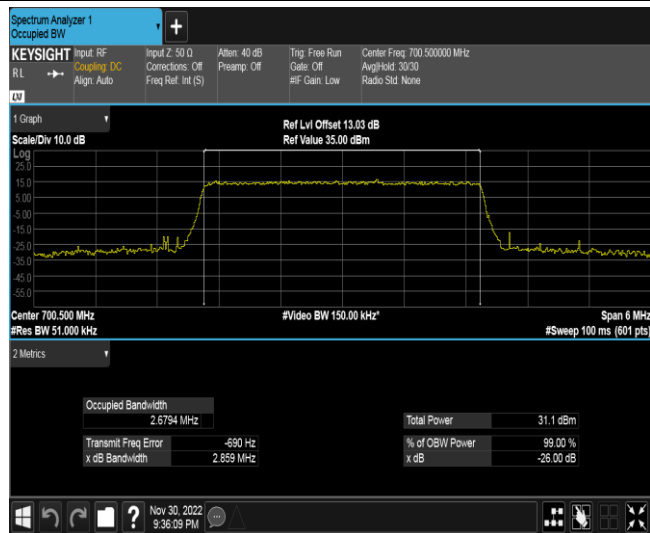 Spectrum Analyzer 1
Occupied BW
+
KEYSIGHT
RL
LXI
Input: RF
Coupling: DC
Align: Auto
Input Z: 50 Ω
Corrections: Off
Freq Ref: Int (S)
Atten: 40 dB
Preamp: Off
Trig: Free Run
Gate: Off
#IF Gain: Low
Center Freq: 700.500000 MHz
Avg|Hold: 30/30
Radio Std: None
1 Graph
Scale/Div 10.0 dB
Ref Lvl Offset 13.03 dB
Ref Value 35.00 dBm
Log
25.0
15.0
5.00
-5.00
-15.0
-25.0
-35.0
-45.0
-55.0
Center 700.500 MHz
#Res BW 51.000 kHz
#Video BW 150.00 kHz*
Span 6 MHz
#Sweep 100 ms (601 pts)
2 Metrics
Occupied Bandwidth
2.6794 MHz
Transmit Freq Error -690 Hz
x dB Bandwidth 2.859 MHz
Total Power 31.1 dBm
% of OBW Power 99.00 %
x dB -26.00 dB
?
Nov 30, 2022
9:36:09 PM